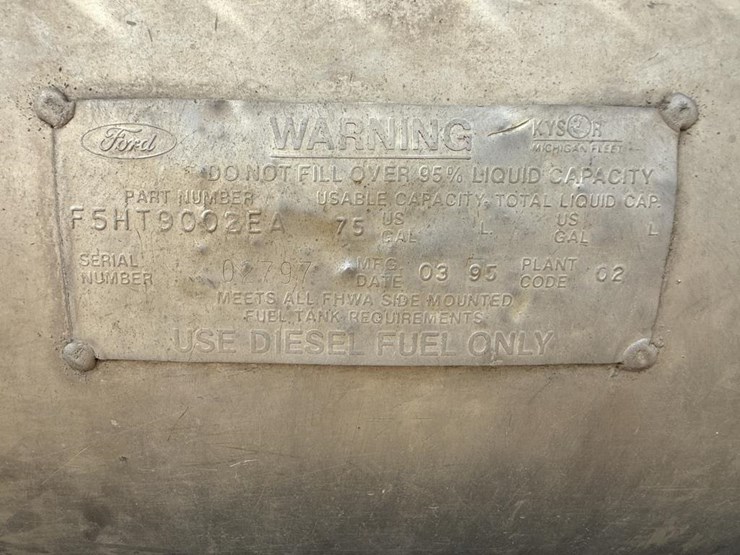 Ford WARNING KYSOR
MICHIGAN FLEET
DO NOT FILL OVER 95% LIQUID CAPACITY
PART NUMBER USABLE CAPACITY TOTAL LIQUID CAP.
F5HT9002EA 75 US GAL L US GAL L
SERIAL NUMBER 797 MFG DATE 03 95 PLANT CODE 02
MEETS ALL FHWA SIDE MOUNTED
FUEL TANK REQUIREMENTS
USE DIESEL FUEL ONLY